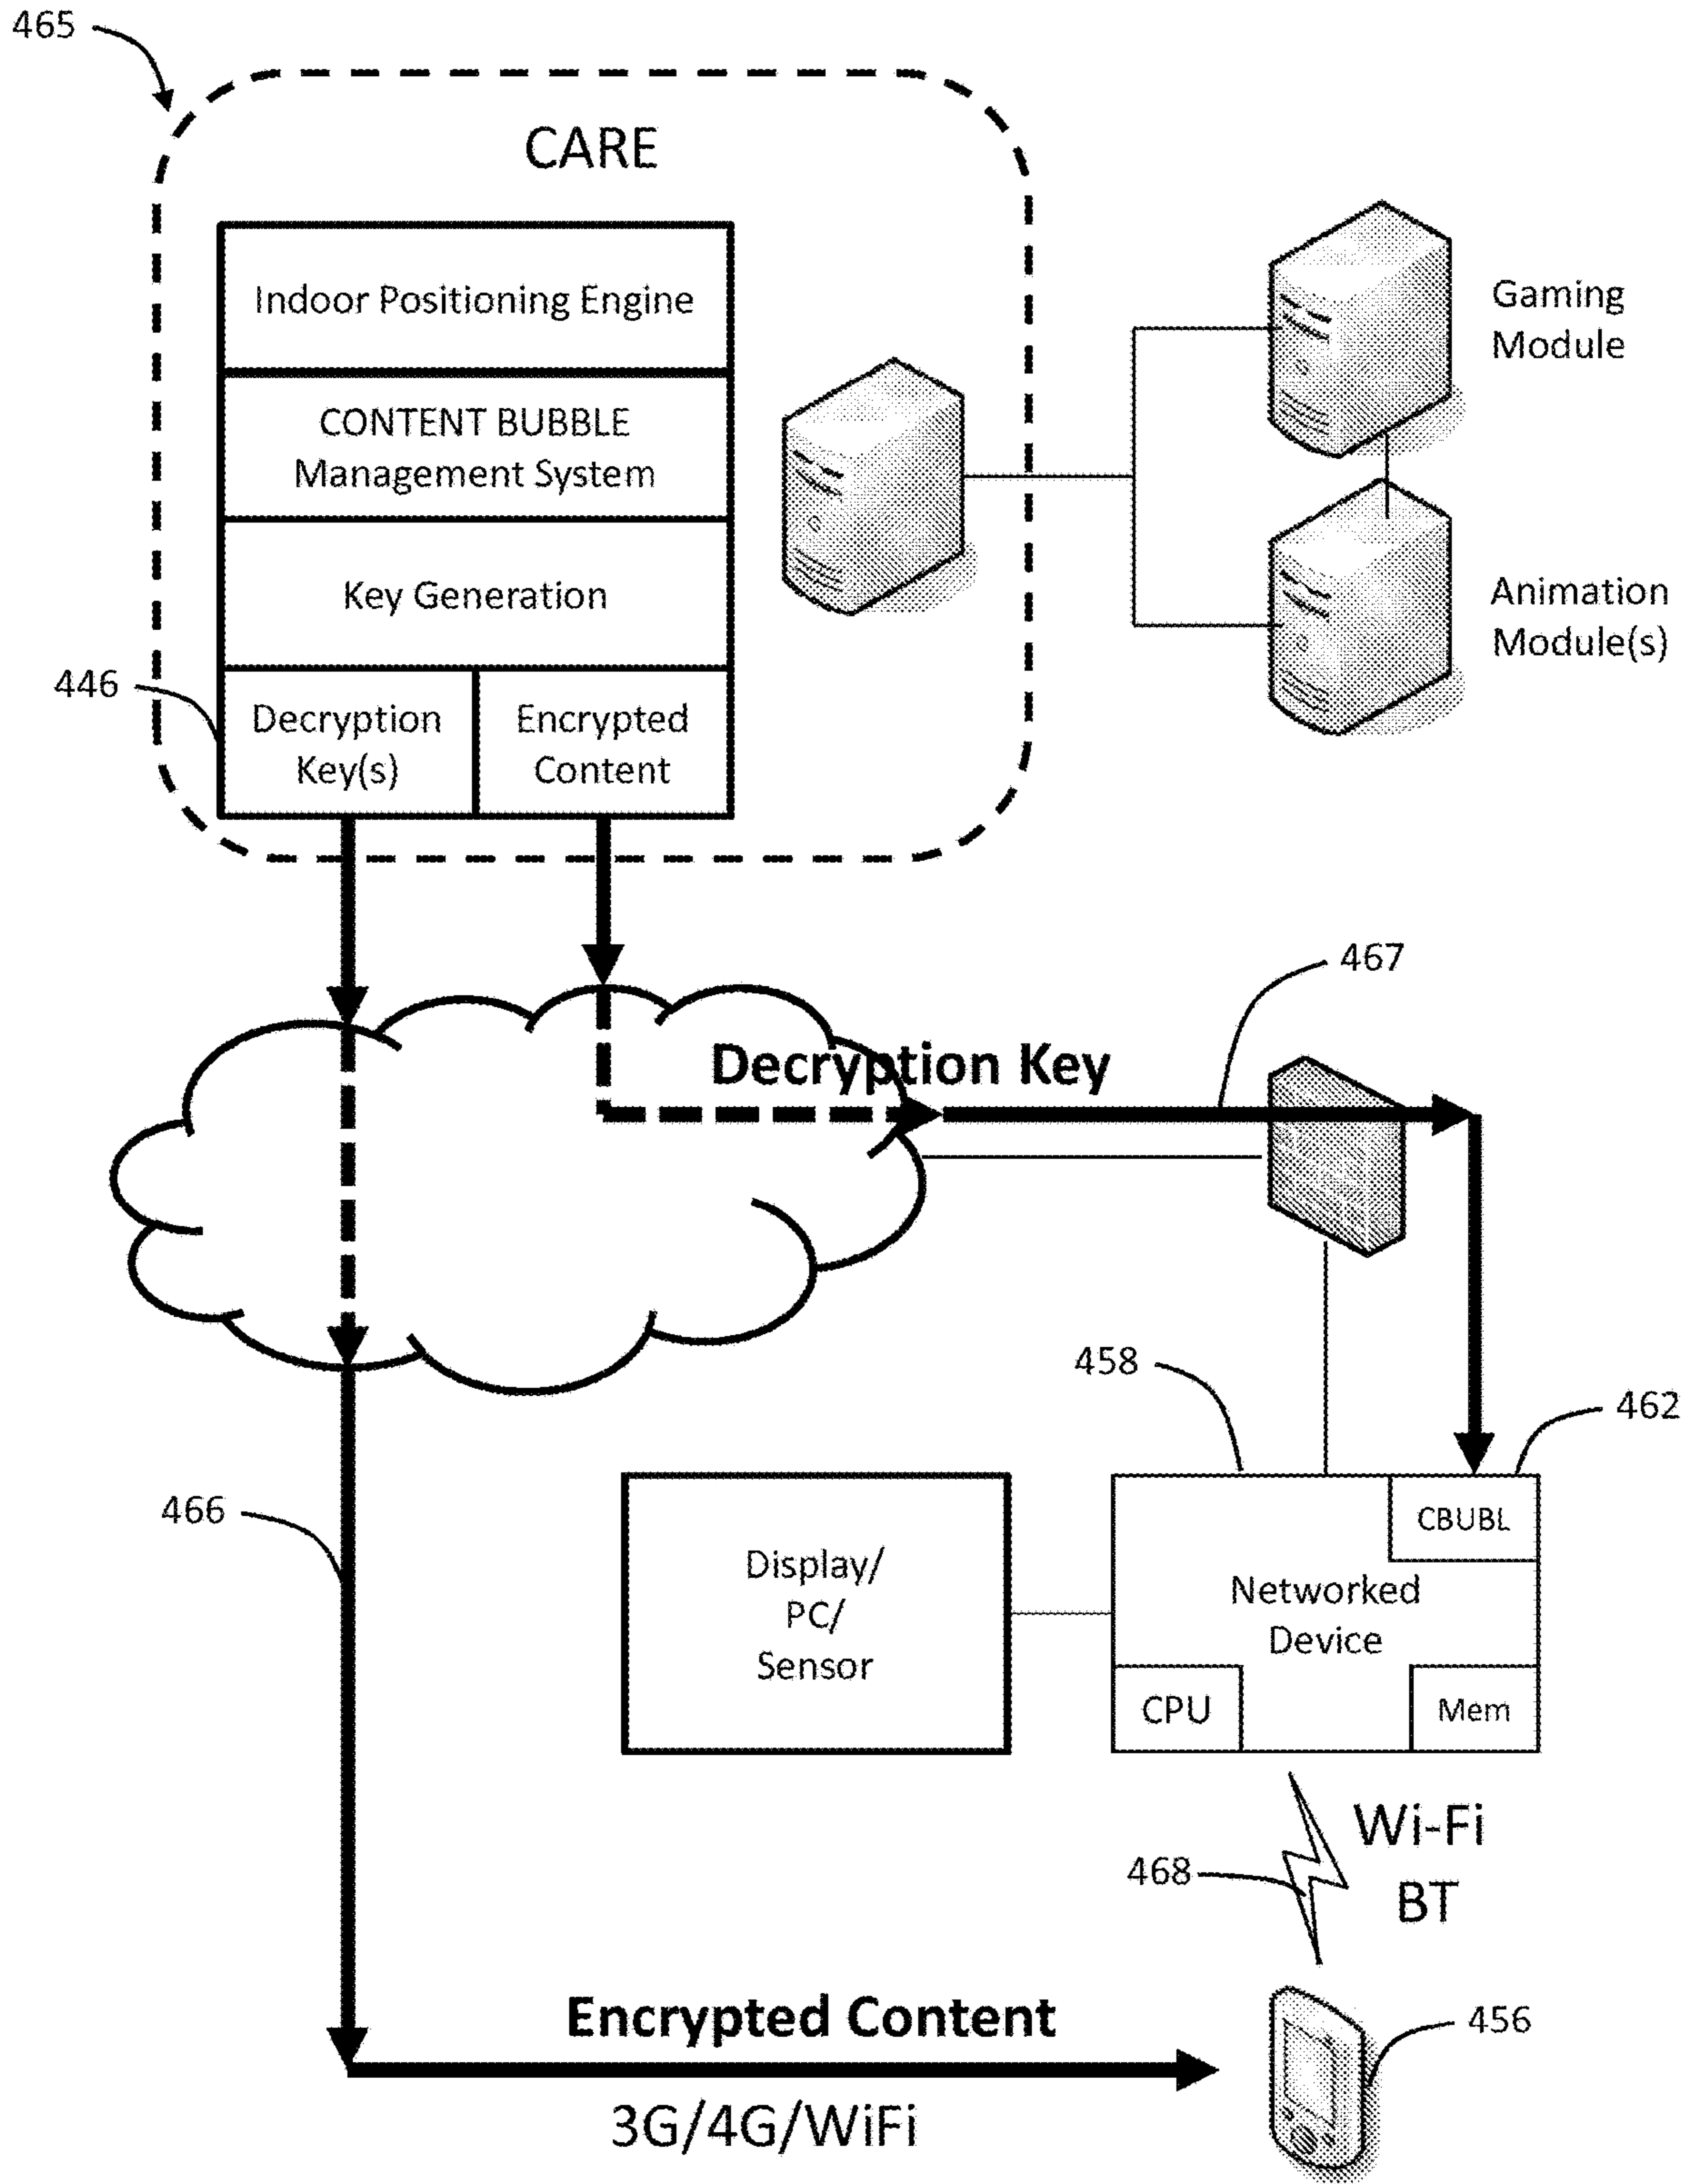 465
CARE
Indoor Positioning Engine
CONTENT BUBBLE
Management System
Key Generation
446
Decryption
Key(s)
Encrypted
Content
Gaming
Module
Animation
Module(s)
467
Decryption Key
458
462
466
CBUBL
Display/
PC/
Sensor
Networked
Device
CPU
Mem
Wi-Fi
468
BT
Encrypted Content
456
3G/4G/WiFi